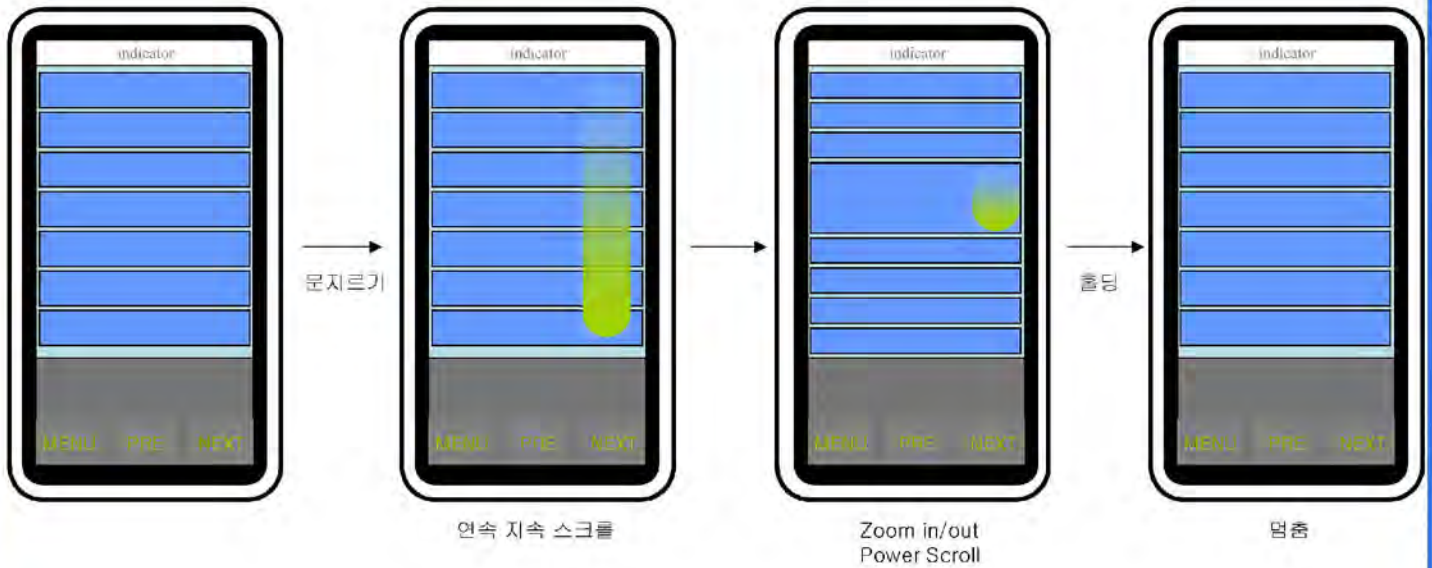 indicator
indicator
indicator
indicator
문지르기
홀딩
MENU PRE NEXT
MENU PRE NEXT
MENU PRE NEXT
MENU PRE NEXT
연속 지속 스크롤
Zoom in/out
Power Scroll
멈춤